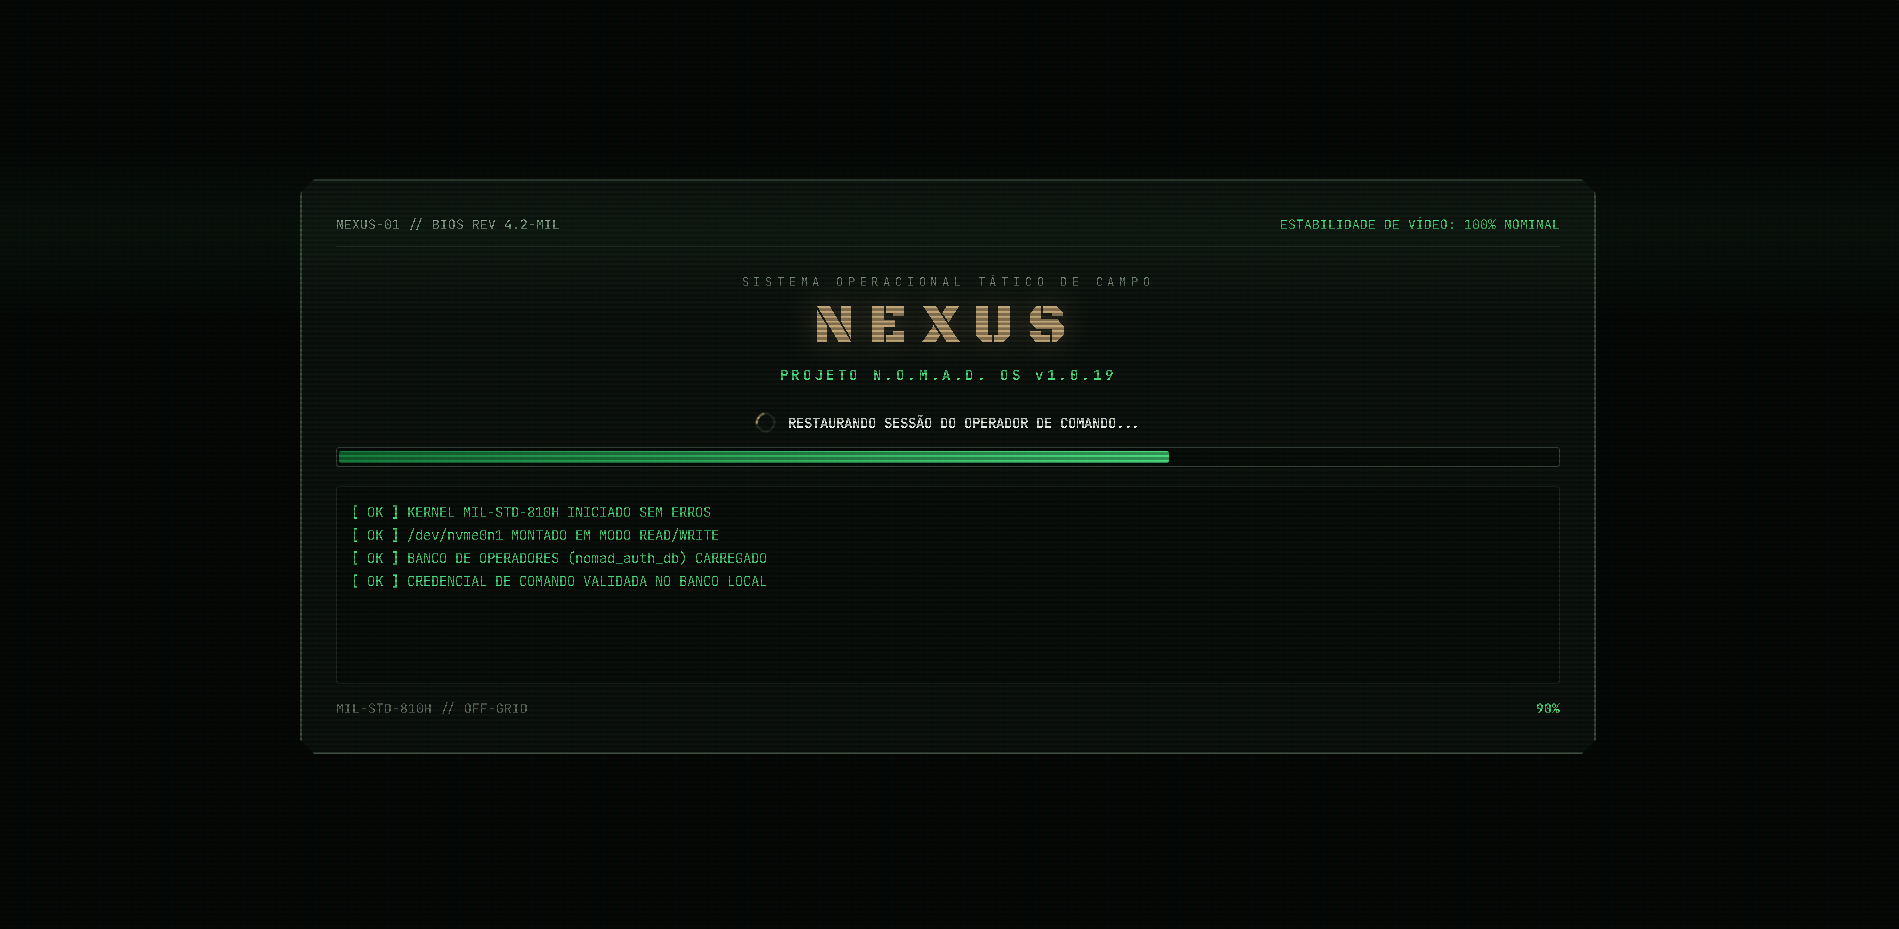 NEXUS-01 // BIOS REV 4.2-MIL
ESTABILIDADE DE VÍDEO: 100% NOMINAL
SISTEMA OPERACIONAL TÁTICO DE CAMPO
NEXUS
PROJETO N.O.M.A.D. OS v1.0.19
RESTAURANDO SESSÃO DO OPERADOR DE COMANDO...
[ OK ] KERNEL MIL-STD-810H INICIADO SEM ERROS
[ OK ] /dev/nvme0n1 MONTADO EM MODO READ/WRITE
[ OK ] BANCO DE OPERADORES (nomad_auth_db) CARREGADO
[ OK ] CREDENCIAL DE COMANDO VALIDADA NO BANCO LOCAL
MIL-STD-810H // OFF-GRID
90%